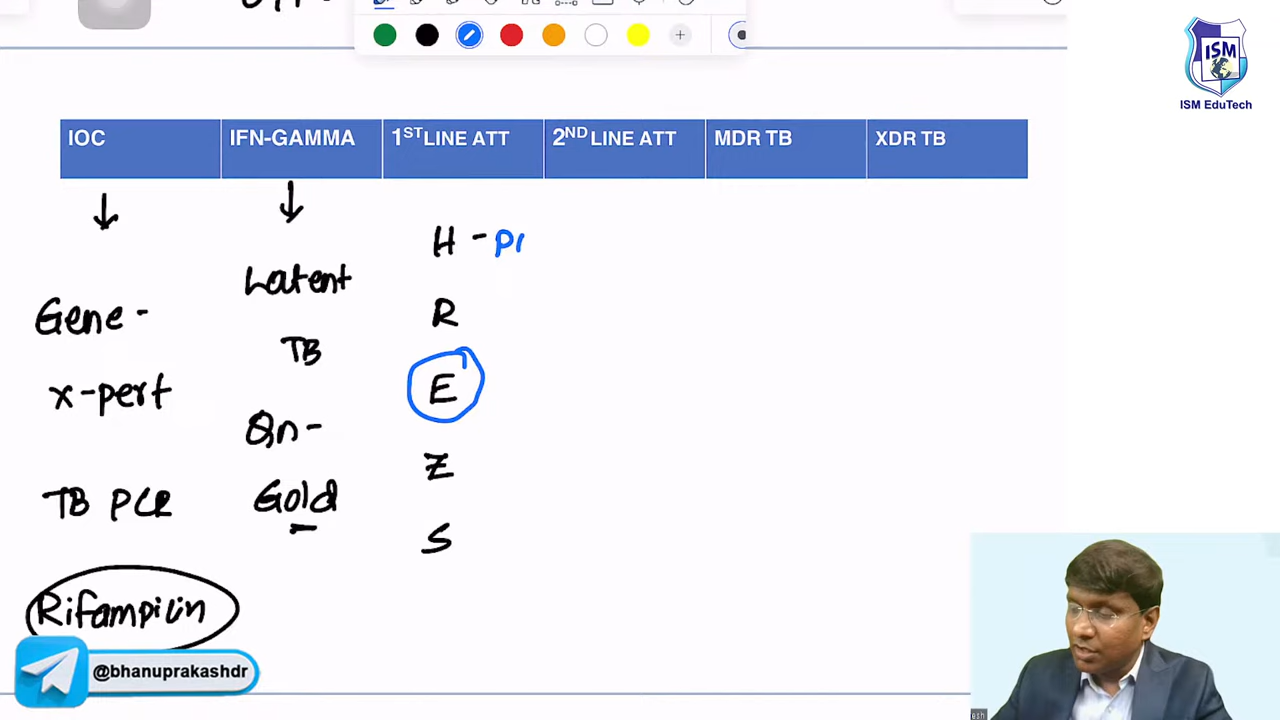 ISM
ISM EduTech
IOC
IFN-GAMMA
1ST LINE ATT
2ND LINE ATT
MDR TB
XDR TB
Gene-
x-pert
TB PCR
Rifampicin
Latent
TB
Qn-
Gold
H - pr
R
E
Z
S
@bhanuprakashdr